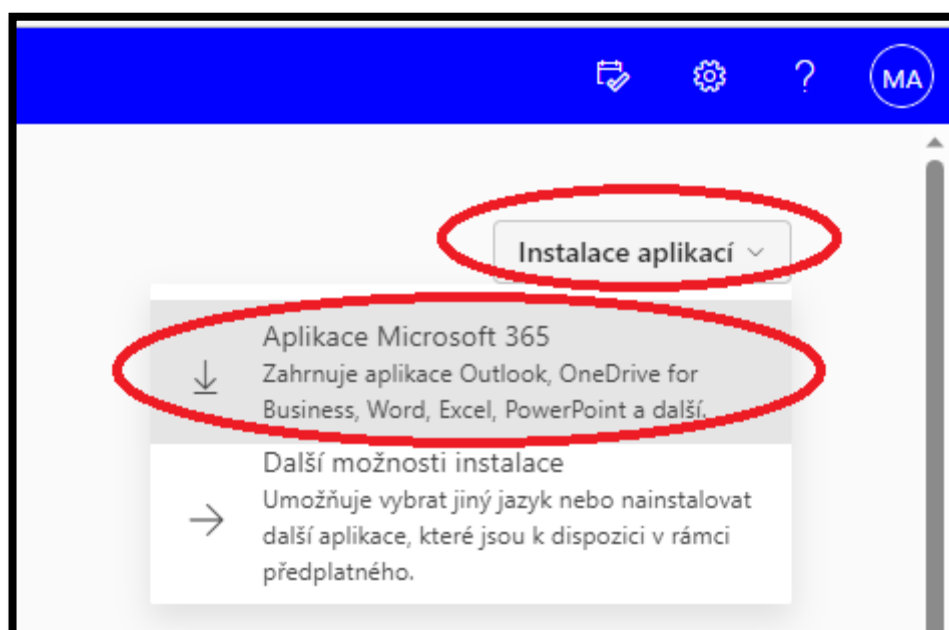 ?
MA
Instalace aplikací
Aplikace Microsoft 365
Zahrnuje aplikace Outlook, OneDrive for
Business, Word, Excel, PowerPoint a další.
Další možnosti instalace
Umožňuje vybrat jiný jazyk nebo nainstalovat
další aplikace, které jsou k dispozici v rámci
předplatného.